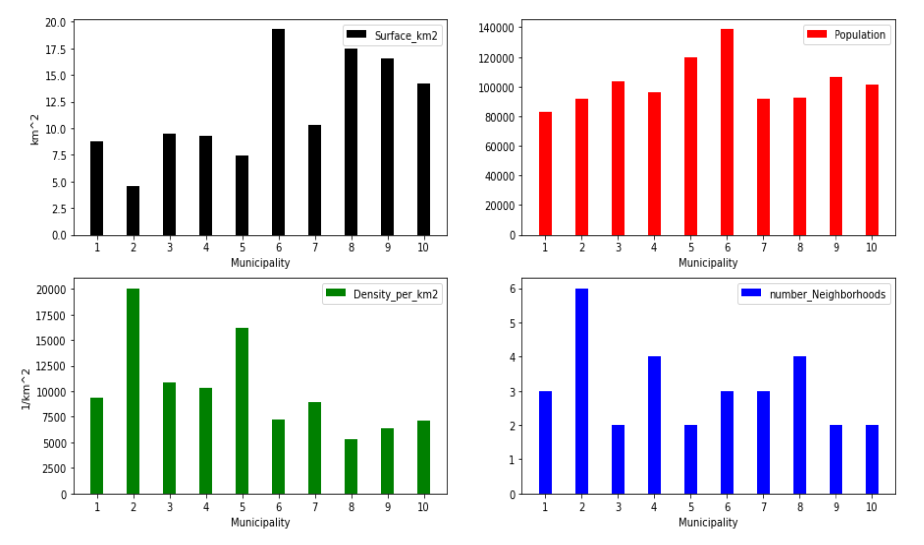 Surface_km2
20.0
17.5
15.0
12.5
10.0
7.5
5.0
2.5
0.0
km^2
1 2 3 4 5 6 7 8 9 10
Municipality
Population
140000
120000
100000
80000
60000
40000
20000
0
1 2 3 4 5 6 7 8 9 10
Municipality
Density_per_km2
20000
17500
15000
12500
10000
7500
5000
2500
0
1/km^2
1 2 3 4 5 6 7 8 9 10
Municipality
number_Neighborhoods
6
5
4
3
2
1
0
1 2 3 4 5 6 7 8 9 10
Municipality